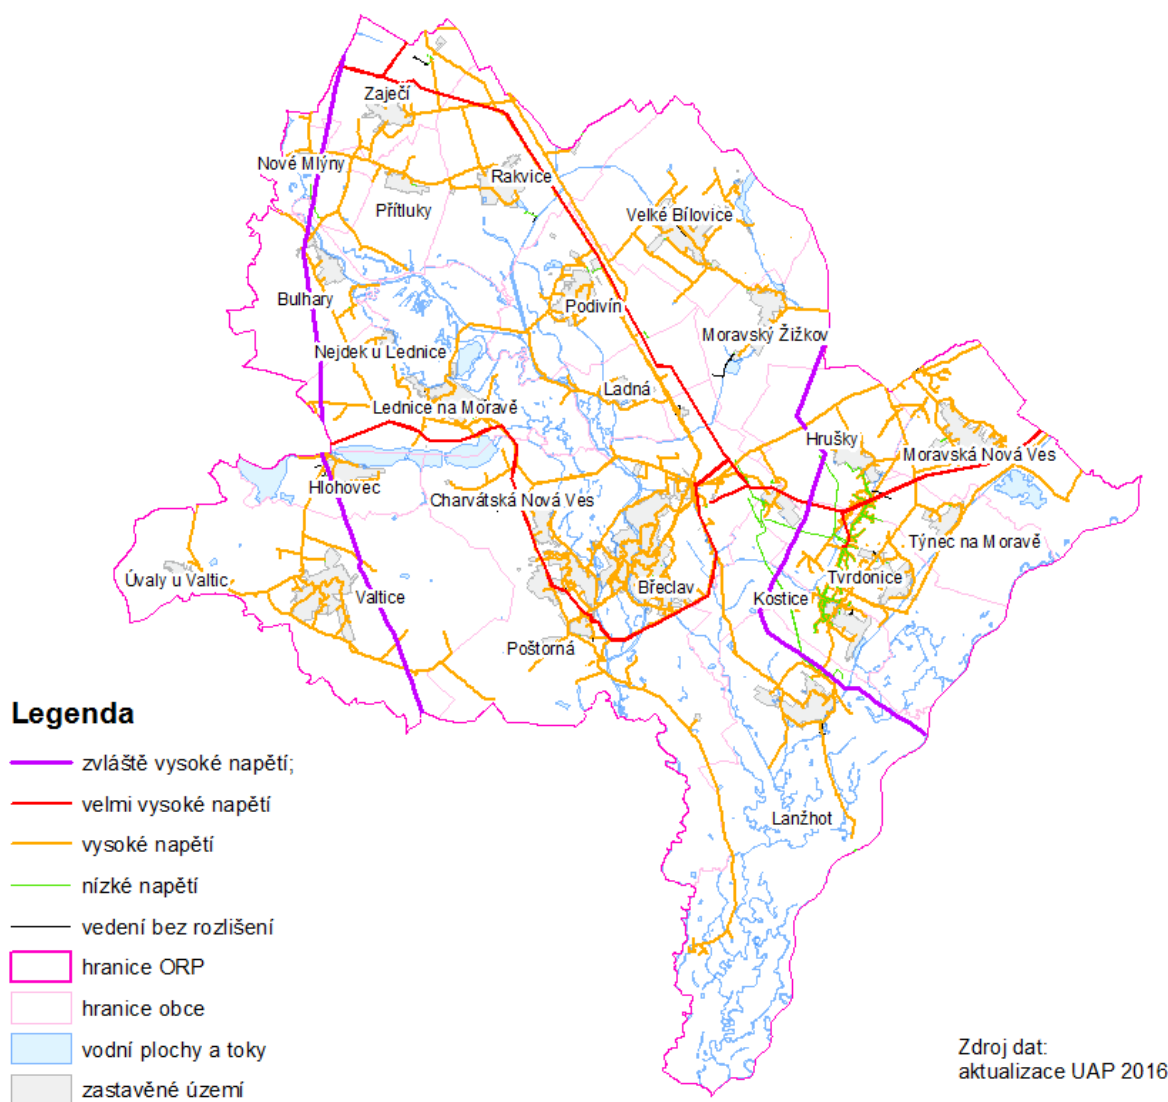 Zaječí
Nové Mlýny
Rakvice
Přítluky
Velké Bílovice
Bulhary
Podivín
Moravský Žižkov
Nejdek u Lednice
Ladná
Lednice na Moravě
Hrušky
Moravská Nová Ves
Hlohovec
Charvátská Nová Ves
Týnec na Moravě
Úvaly u Valtic
Valtice
Břeclav
Tvrdonice
Kostice
Poštorná
Lanžhot
Legenda
zvláště vysoké napětí;
velmi vysoké napětí
vysoké napětí
nízké napětí
vedení bez rozlišení
hranice ORP
hranice obce
vodní plochy a toky
zastavěné území
Zdroj dat:
aktualizace UAP 2016